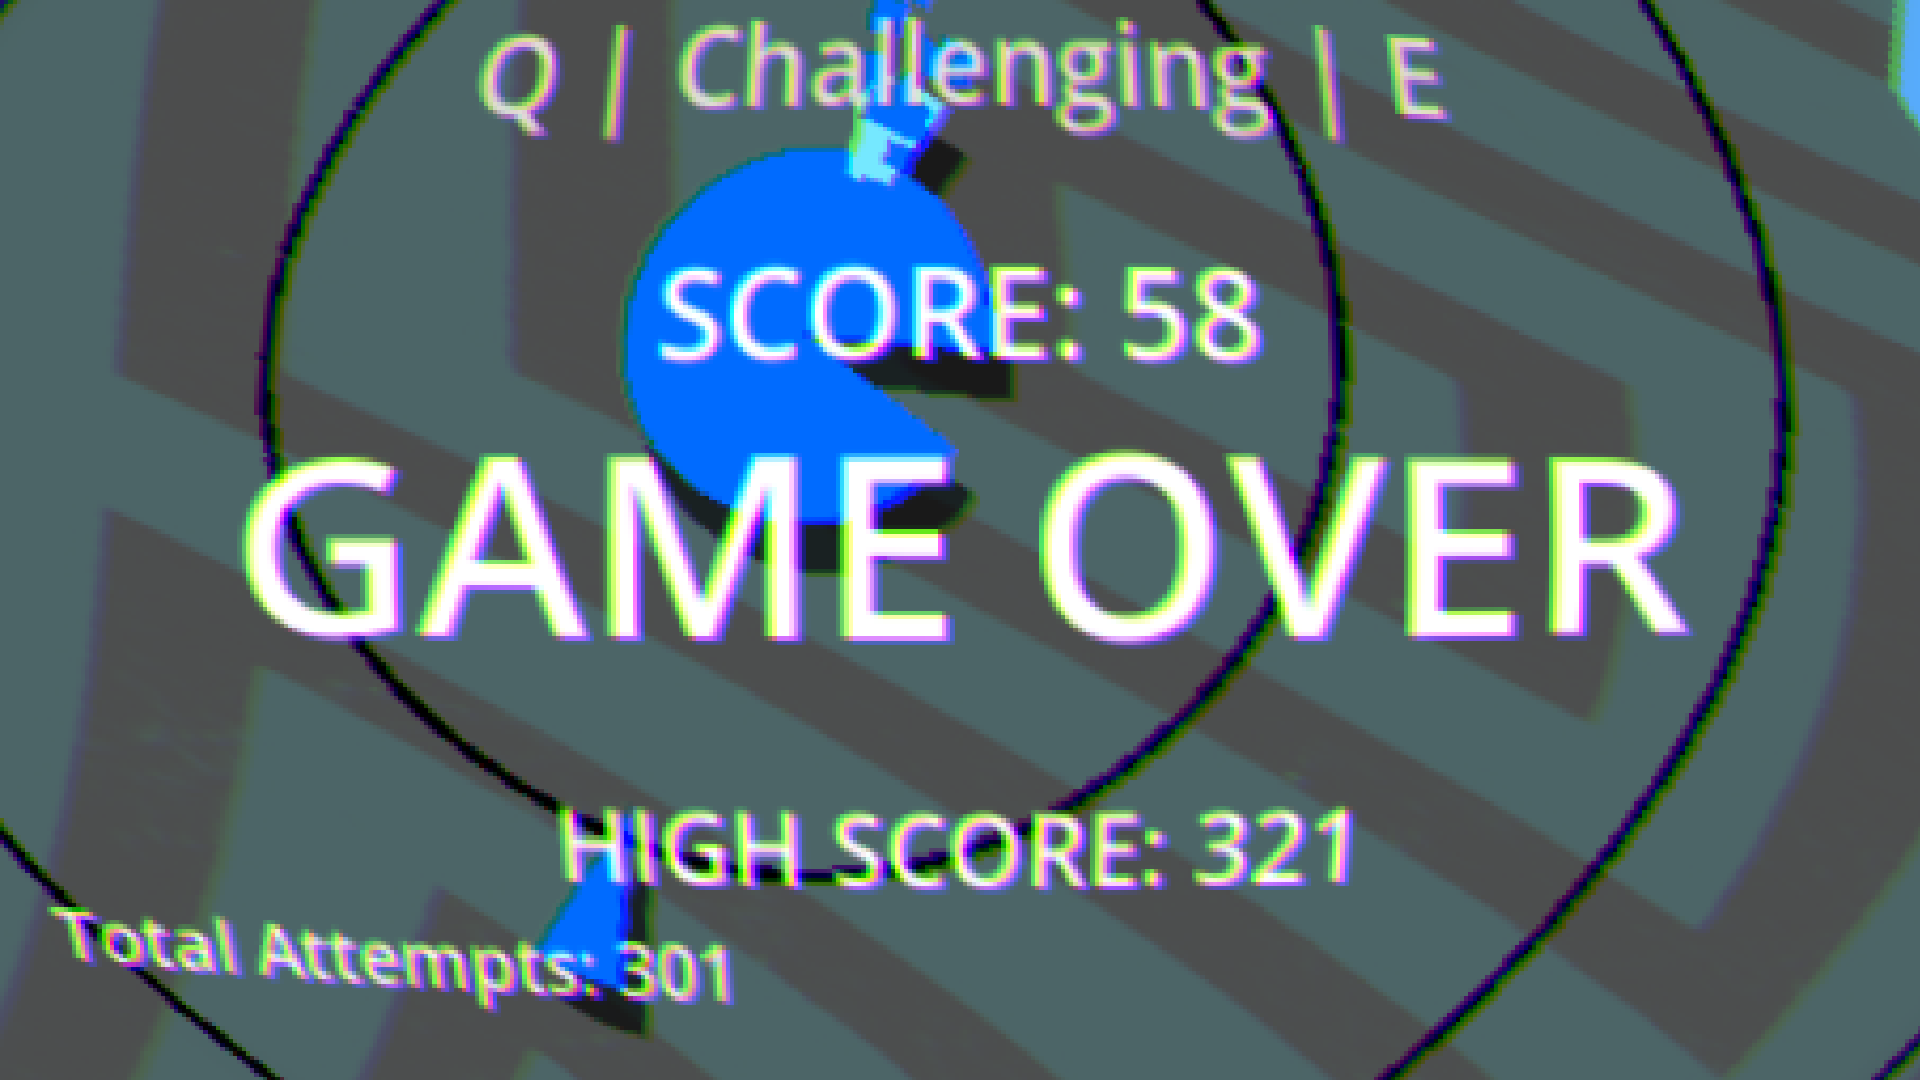 Q | Challenging | E
SCORE: 58
GAME OVER
HIGH SCORE: 321
Total Attempts: 301